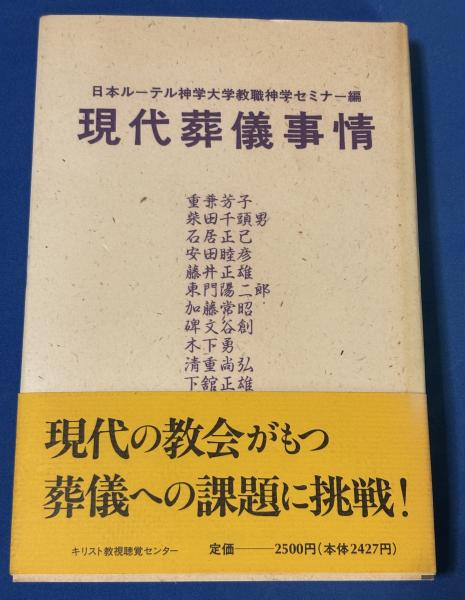 日本ルーテル神学大学教職神学セミナー編
現代葬儀事情
重兼芳子
柴田千頭男
石居正己
安田睦彦
藤井正雄
東門陽二郎
加藤常昭
碑文谷創
木下勇
清重尚弘
下舘正雄
現代の教会がもつ
葬儀への課題に挑戦!
キリスト教視聴覚センター 定価——2500円(本体2427円)